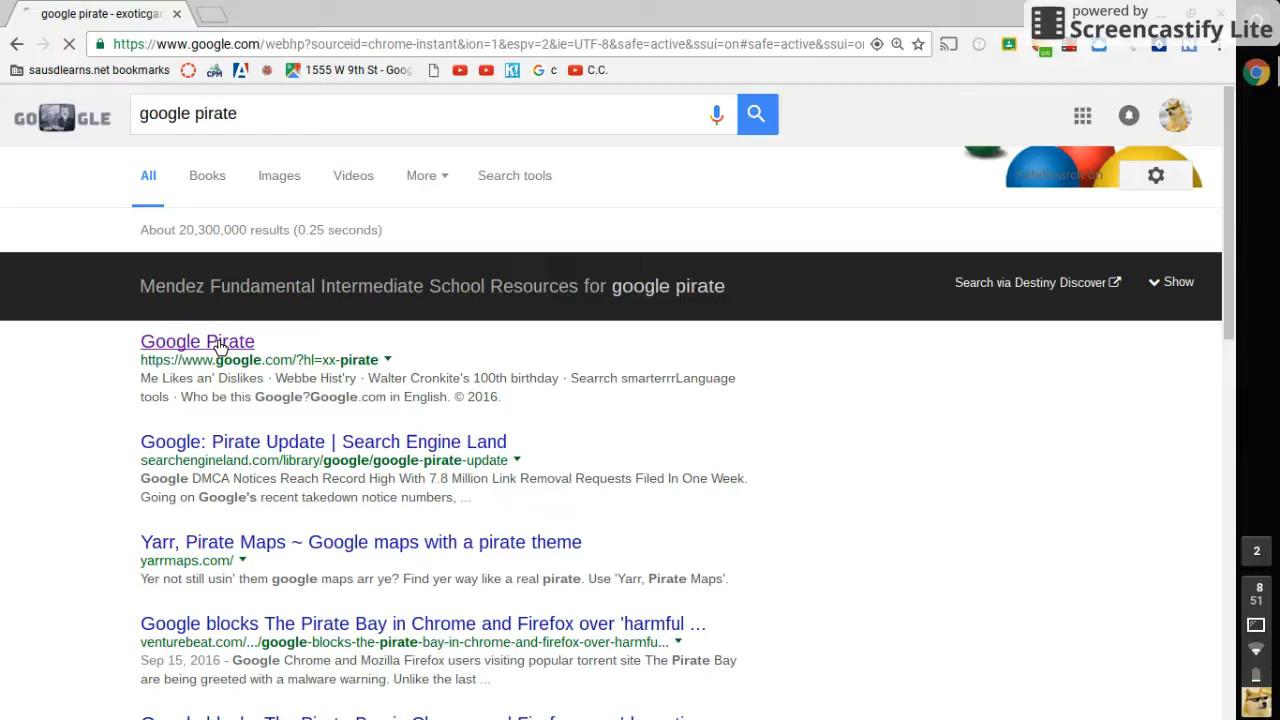 google pirate - exoticgar
powered by
Screencastify Lite
https://www.google.com/webhp?sourceid=chrome-instant&ion=1&espv=2&ie=UTF-8&safe=active&ssui=on#safe=active&ssui=on
sausdlearns.net bookmarks
1555 W 9th St - Goog
c
C.C.
GO GLE
google pirate
All Books Images Videos More Search tools
About 20,300,000 results (0.25 seconds)
Mendez Fundamental Intermediate School Resources for google pirate
Search via Destiny Discover
Show
Google Pirate
https://www.google.com/?hl=xx-pirate
Me Likes an' Dislikes · Webbe Hist'ry · Walter Cronkite's 100th birthday · Searrch smarterrrLanguage
tools · Who be this Google?Google.com in English. © 2016.
Google: Pirate Update | Search Engine Land
searchengineland.com/library/google/google-pirate-update
Google DMCA Notices Reach Record High With 7.8 Million Link Removal Requests Filed In One Week.
Going on Google's recent takedown notice numbers, ...
Yarr, Pirate Maps ~ Google maps with a pirate theme
yarrmaps.com/
Yer not still usin' them google maps arr ye? Find yer way like a real pirate. Use 'Yarr, Pirate Maps'.
Google blocks The Pirate Bay in Chrome and Firefox over 'harmful ...
venturebeat.com/.../google-blocks-the-pirate-bay-in-chrome-and-firefox-over-harmfu...
Sep 15, 2016 - Google Chrome and Mozilla Firefox users visiting popular torrent site The Pirate Bay
are being greeted with a malware warning. Unlike the last ...
2
8
51